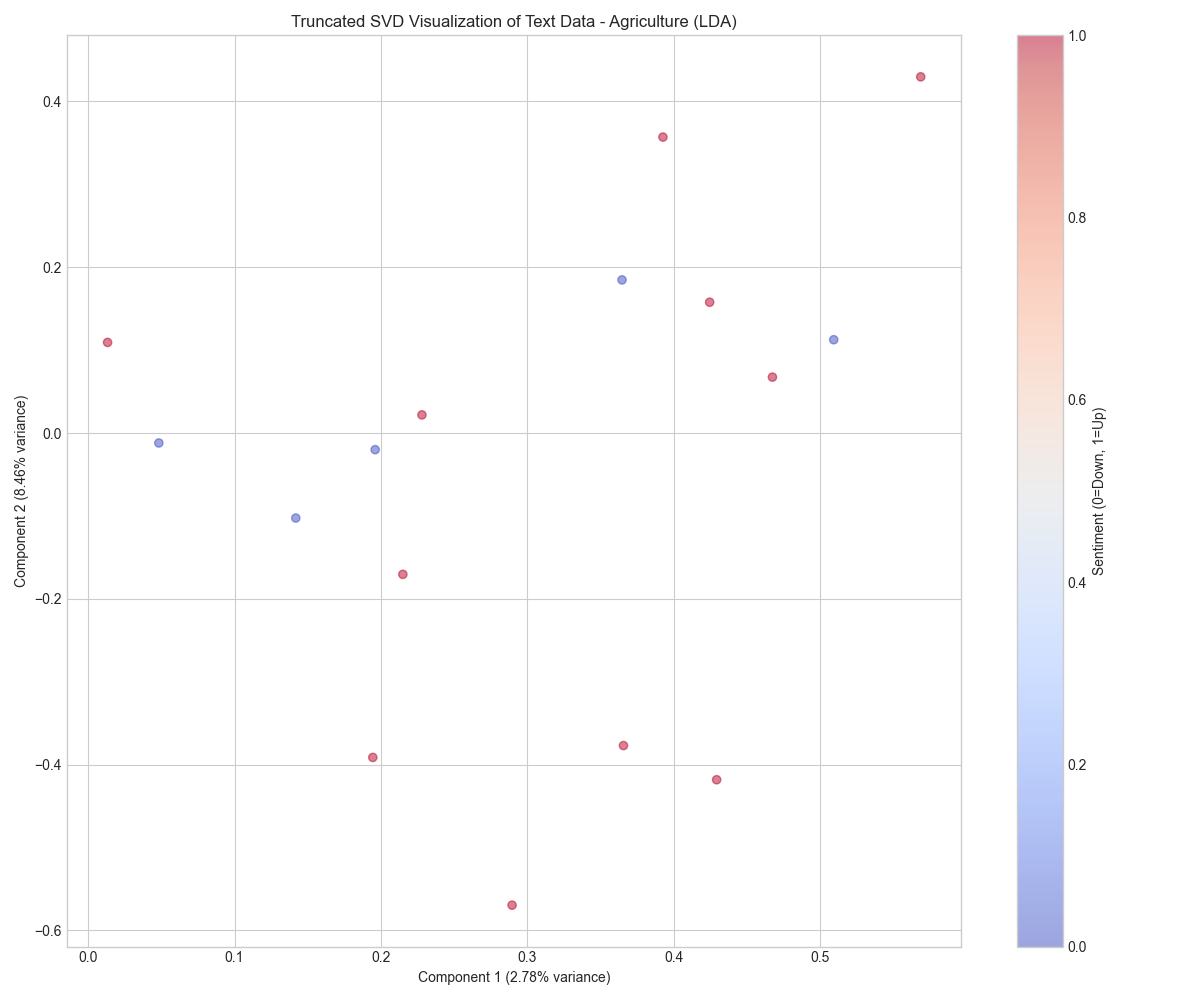 Truncated SVD Visualization of Text Data - Agriculture (LDA)
0.4
0.2
0.0
−0.2
−0.4
−0.6
Component 2 (8.46% variance)
0.0 0.1 0.2 0.3 0.4 0.5
Component 1 (2.78% variance)
1.0
0.8
0.6
0.4
0.2
0.0
Sentiment (0=Down, 1=Up)